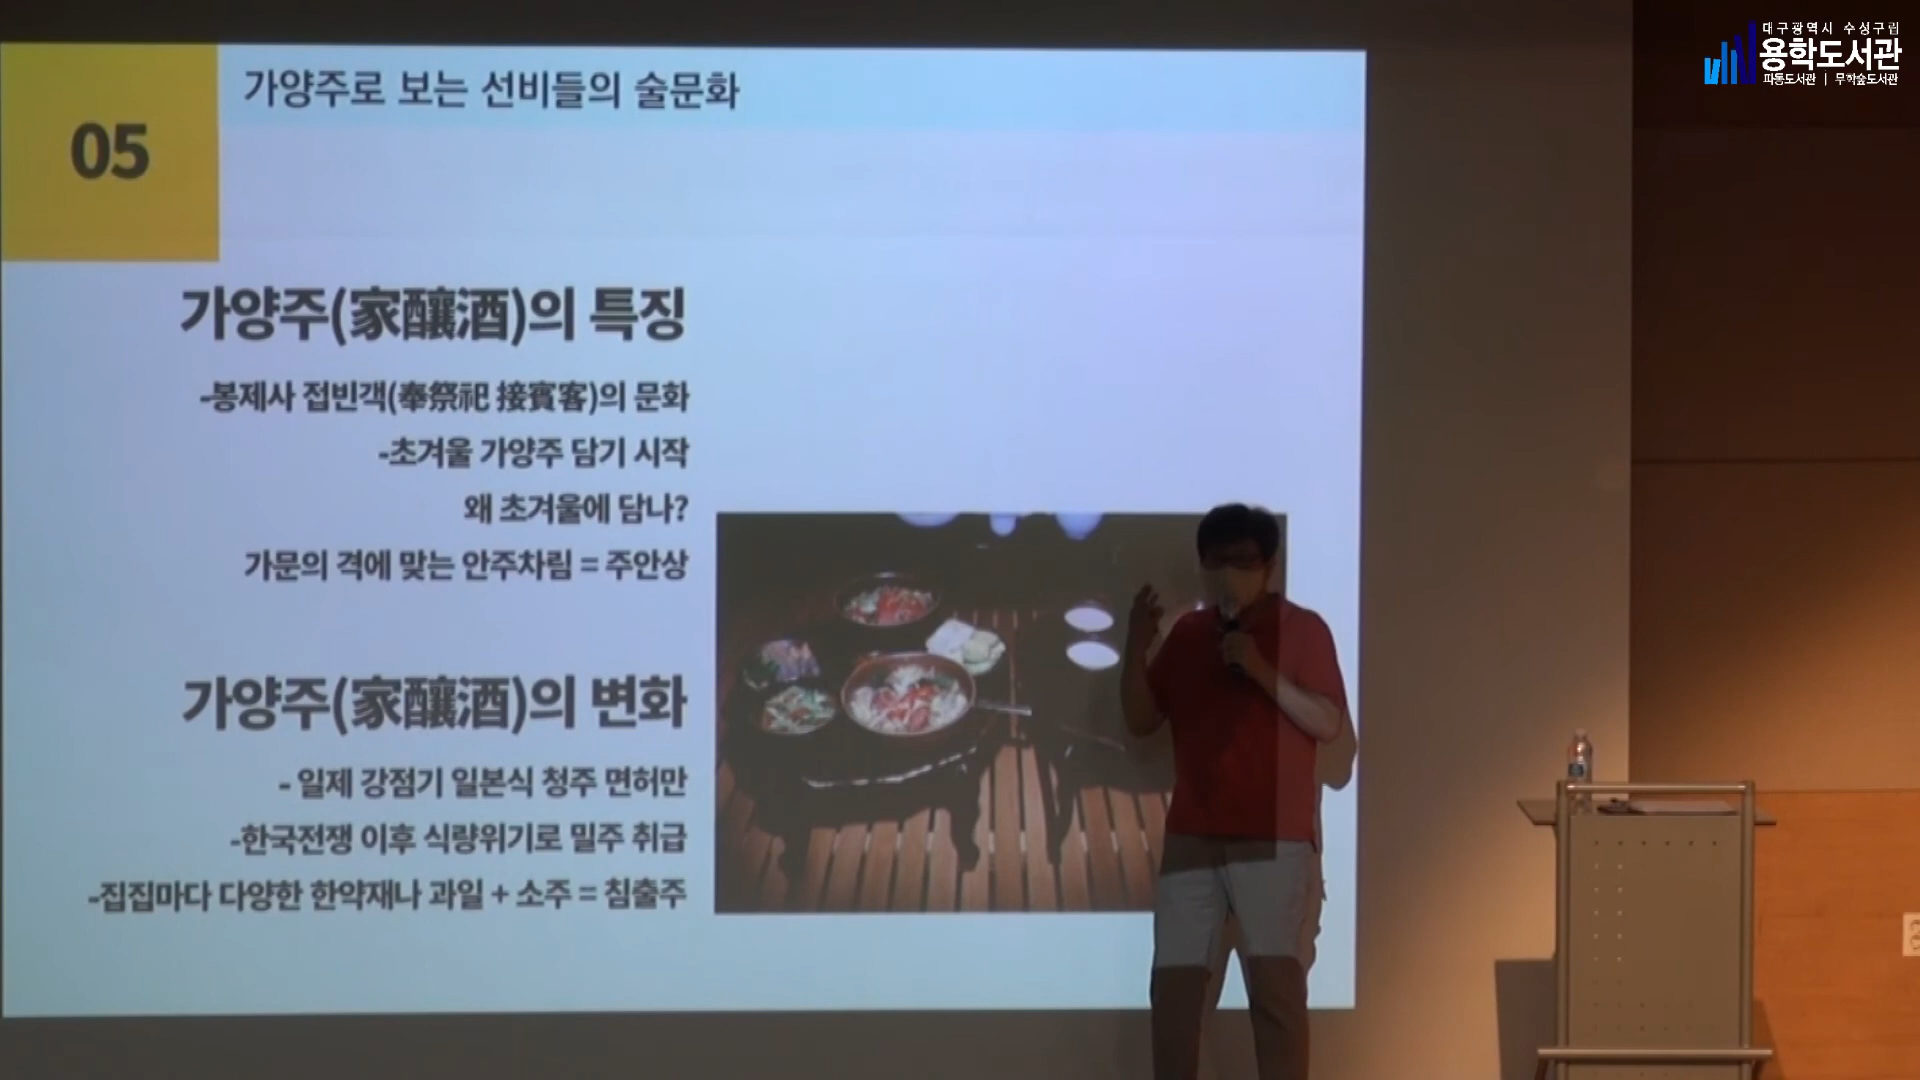 대구광역시 수성구립
용학도서관
파동도서관 | 무학숲도서관
05
가양주로 보는 선비들의 술문화
가양주(家釀酒)의 특징
-봉제사 접빈객(奉祭祀 接賓客)의 문화
-초겨울 가양주 담기 시작
왜 초겨울에 담나?
가문의 격에 맞는 안주차림 = 주안상
가양주(家釀酒)의 변화
- 일제 강점기 일본식 청주 면허만
-한국전쟁 이후 식량위기로 밀주 취급
-집집마다 다양한 한약재나 과일 + 소주 = 침출주